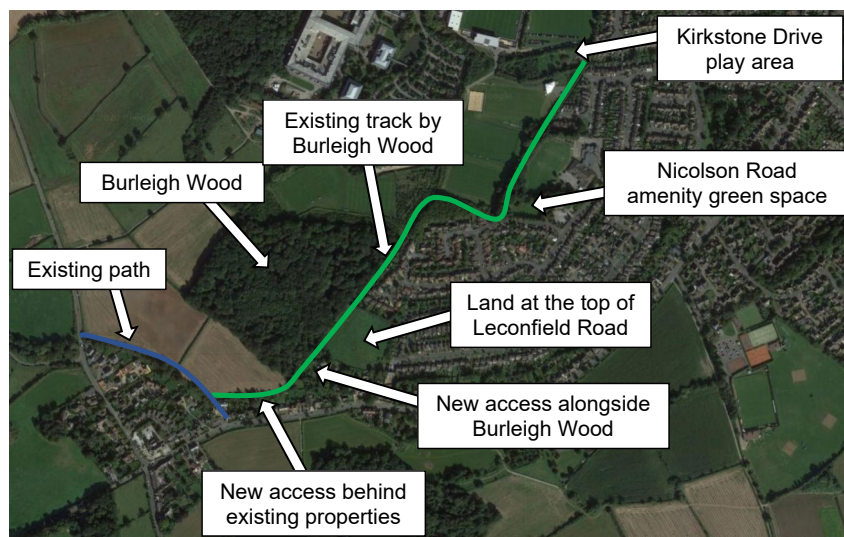 Kirkstone Drive
play area
Existing track by
Burleigh Wood
Burleigh Wood
Nicolson Road
amenity green space
Existing path
Land at the top of
Leconfield Road
New access alongside
Burleigh Wood
New access behind
existing properties